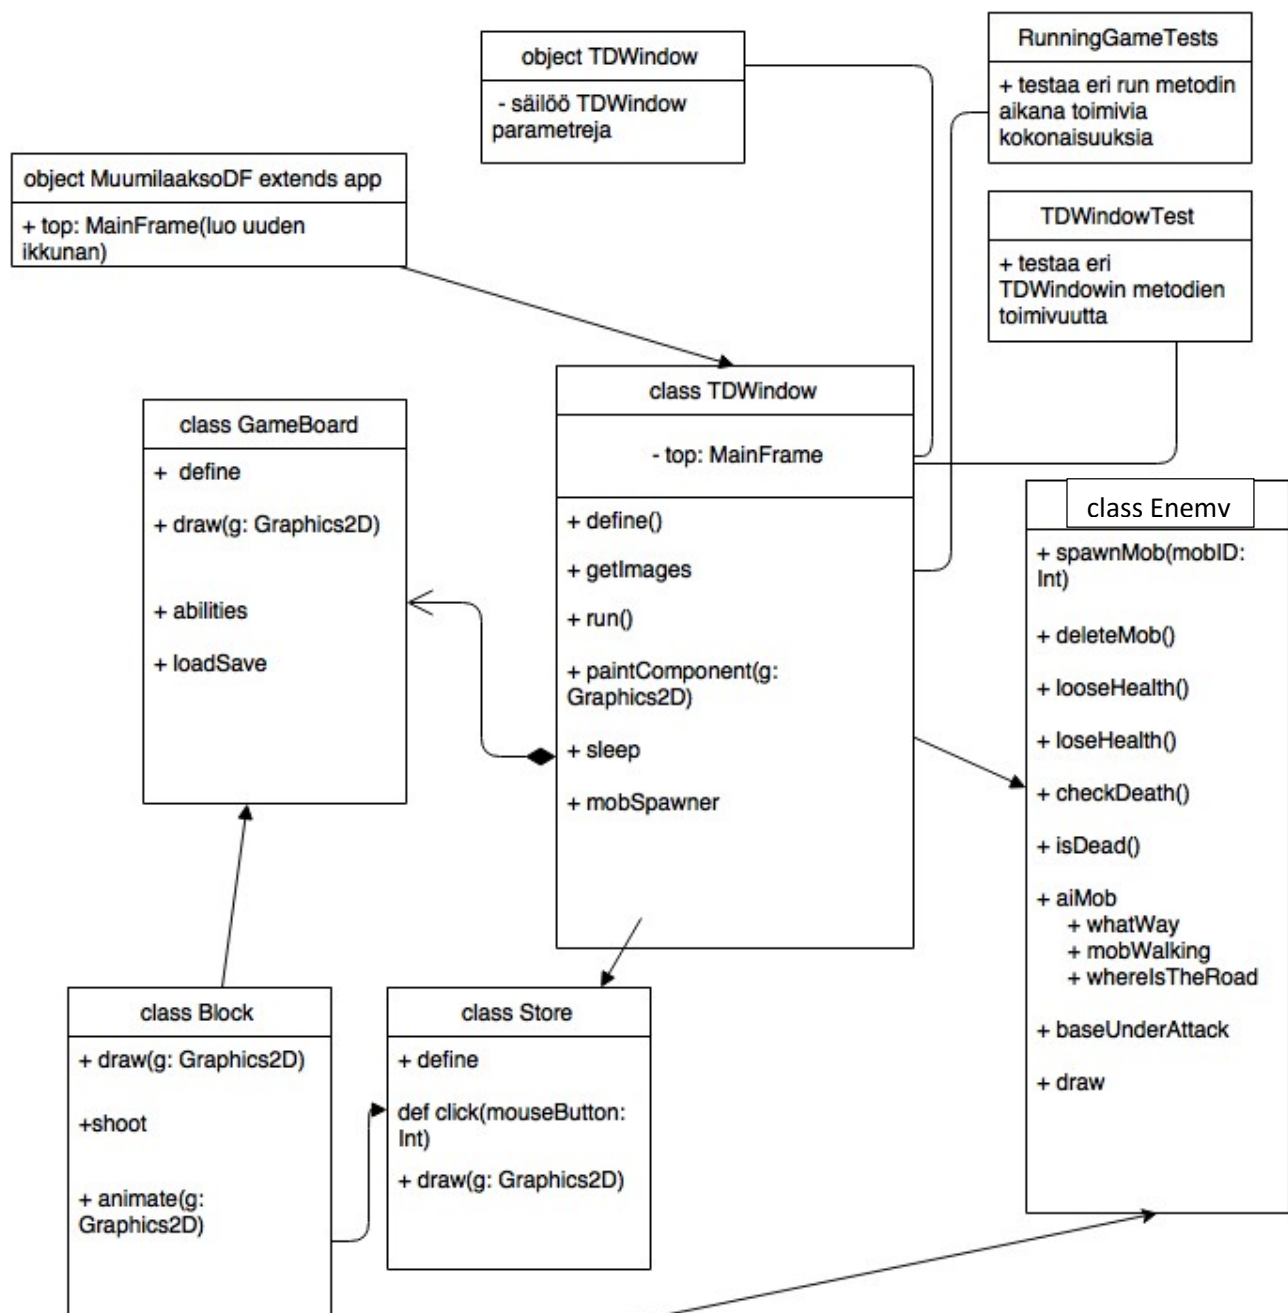 object TDWindow
- säilöö TDWindow
parametreja
RunningGameTests
+ testaa eri run metodin
aikana toimivia
kokonaisuuksia
object MuumilaaksoDF extends app
+ top: MainFrame(luo uuden
ikkunan)
TDWindowTest
+ testaa eri
TDWindowin metodien
toimivuutta
class GameBoard
+ define
+ draw(g: Graphics2D)
+ abilities
+ loadSave
class TDWindow
- top: MainFrame
+ define()
+ getImages
+ run()
+ paintComponent(g:
Graphics2D)
+ sleep
+ mobSpawner
class Enemv
+ spawnMob(mobID:
Int)
+ deleteMob()
+ looseHealth()
+ loseHealth()
+ checkDeath()
+ isDead()
+ aiMob
+ whatWay
+ mobWalking
+ whereIsTheRoad
+ baseUnderAttack
+ draw
class Block
+ draw(g: Graphics2D)
+shoot
+ animate(g:
Graphics2D)
class Store
+ define
def click(mouseButton:
Int)
+ draw(g: Graphics2D)